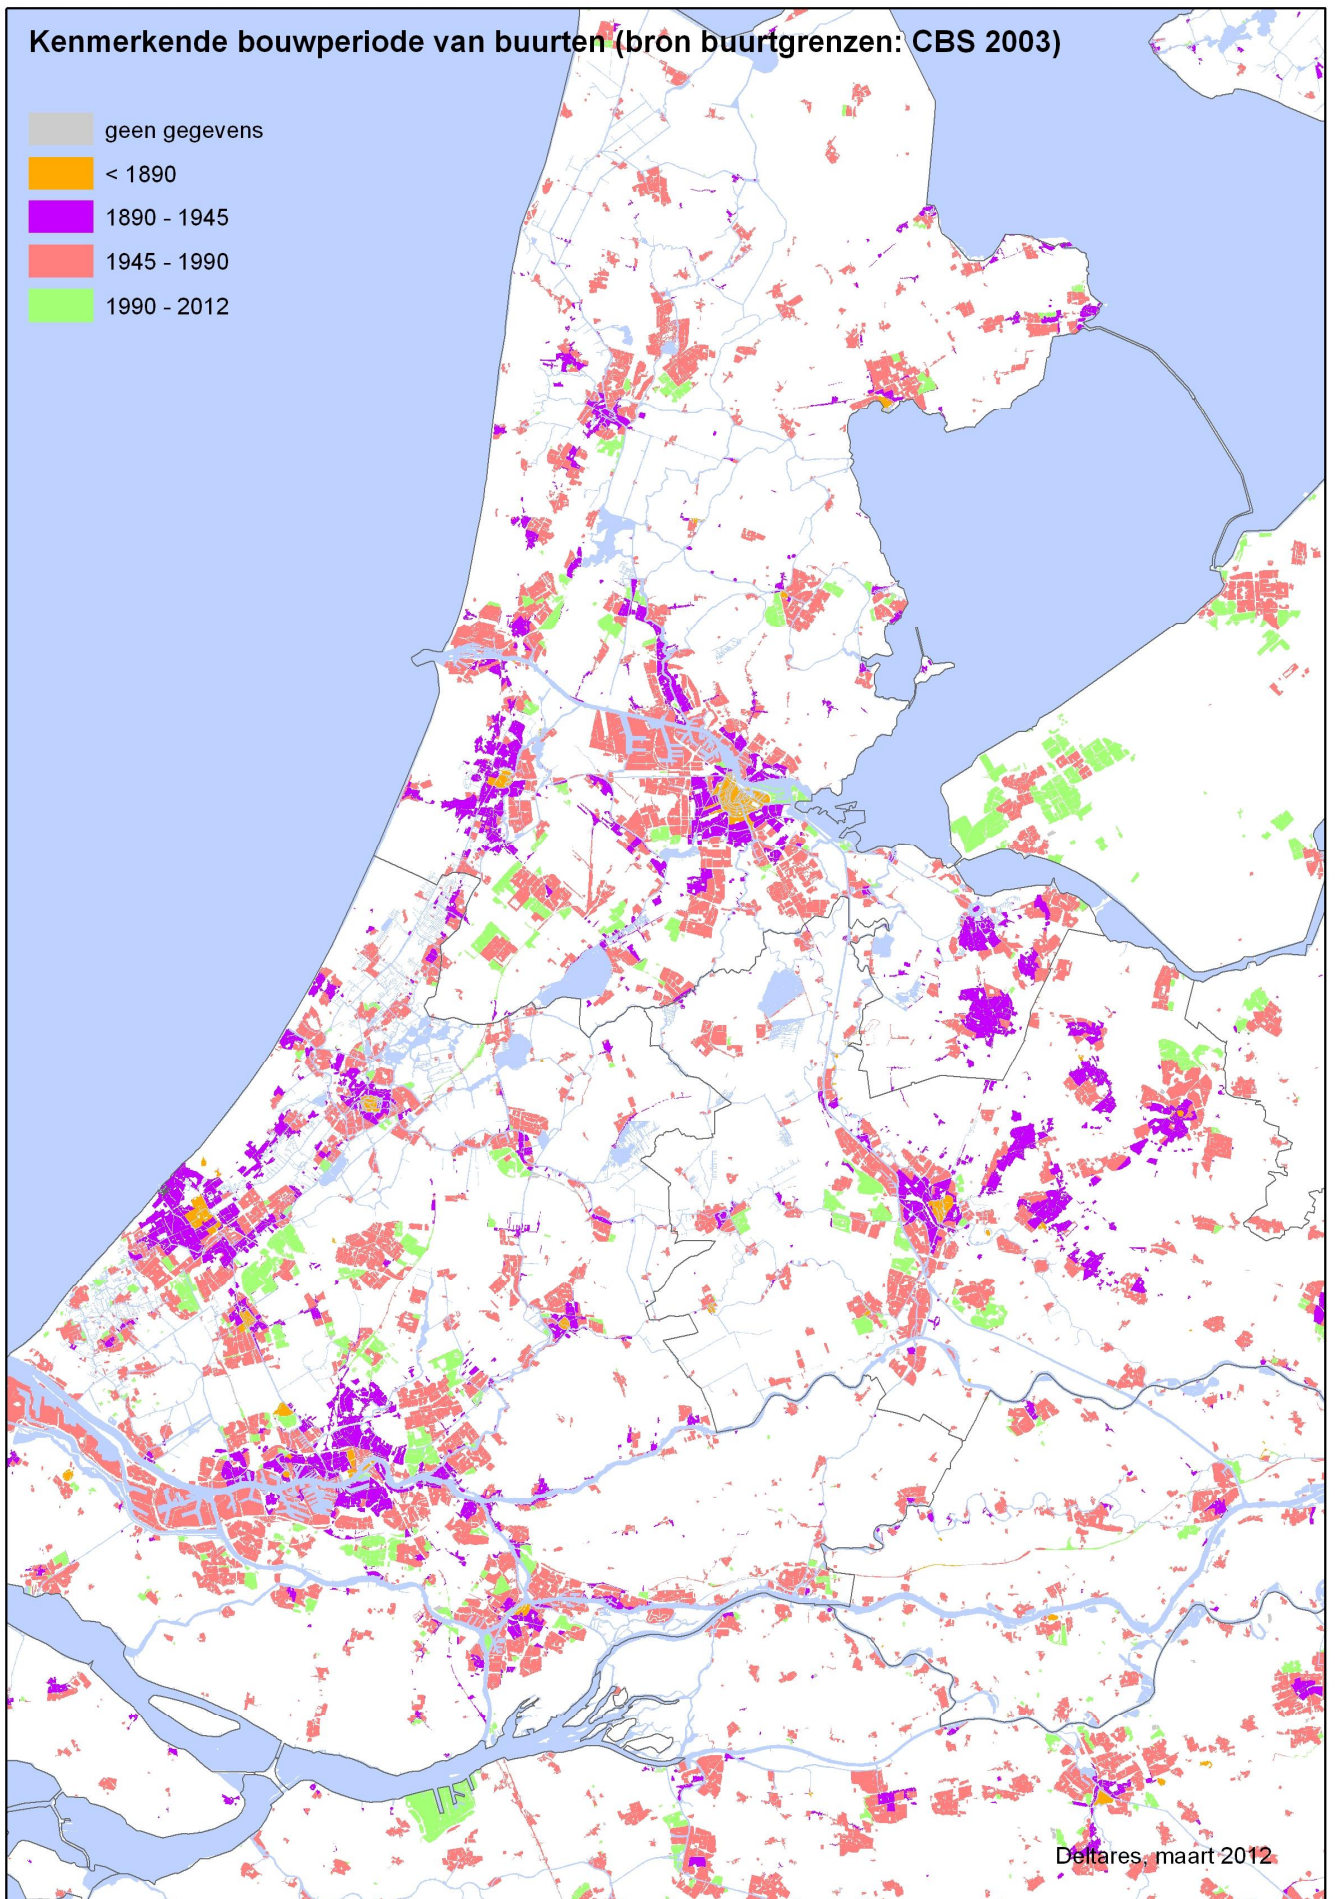 Kenmerkende bouwperiode van buurten (bron buurtgrenzen: CBS 2003)
geen gegevens
< 1890
1890 - 1945
1945 - 1990
1990 - 2012
Deltares, maart 2012